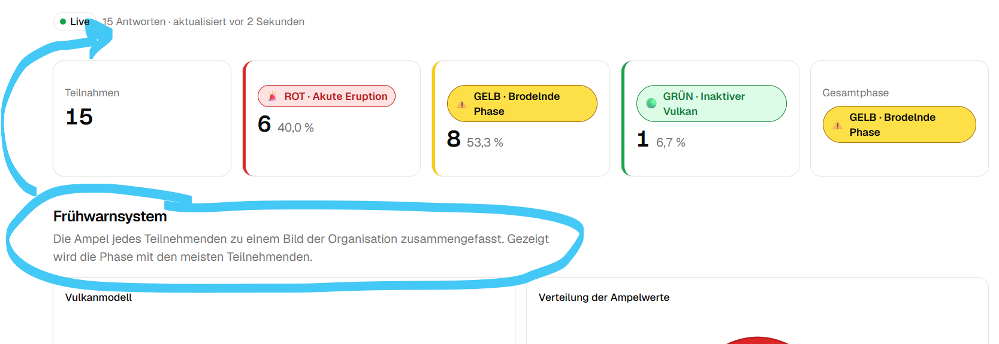 Live 15 Antworten · aktualisiert vor 2 Sekunden
Teilnahmen
15
ROT · Akute Eruption
6 40,0 %
GELB · Brodelnde
Phase
8 53,3 %
GRÜN · Inaktiver
Vulkan
1 6,7 %
Gesamtphase
GELB · Brodelnde
Phase
Frühwarnsystem
Die Ampel jedes Teilnehmenden zu einem Bild der Organisation zusammengefasst. Gezeigt
wird die Phase mit den meisten Teilnehmenden.
Vulkanmodell
Verteilung der Ampelwerte